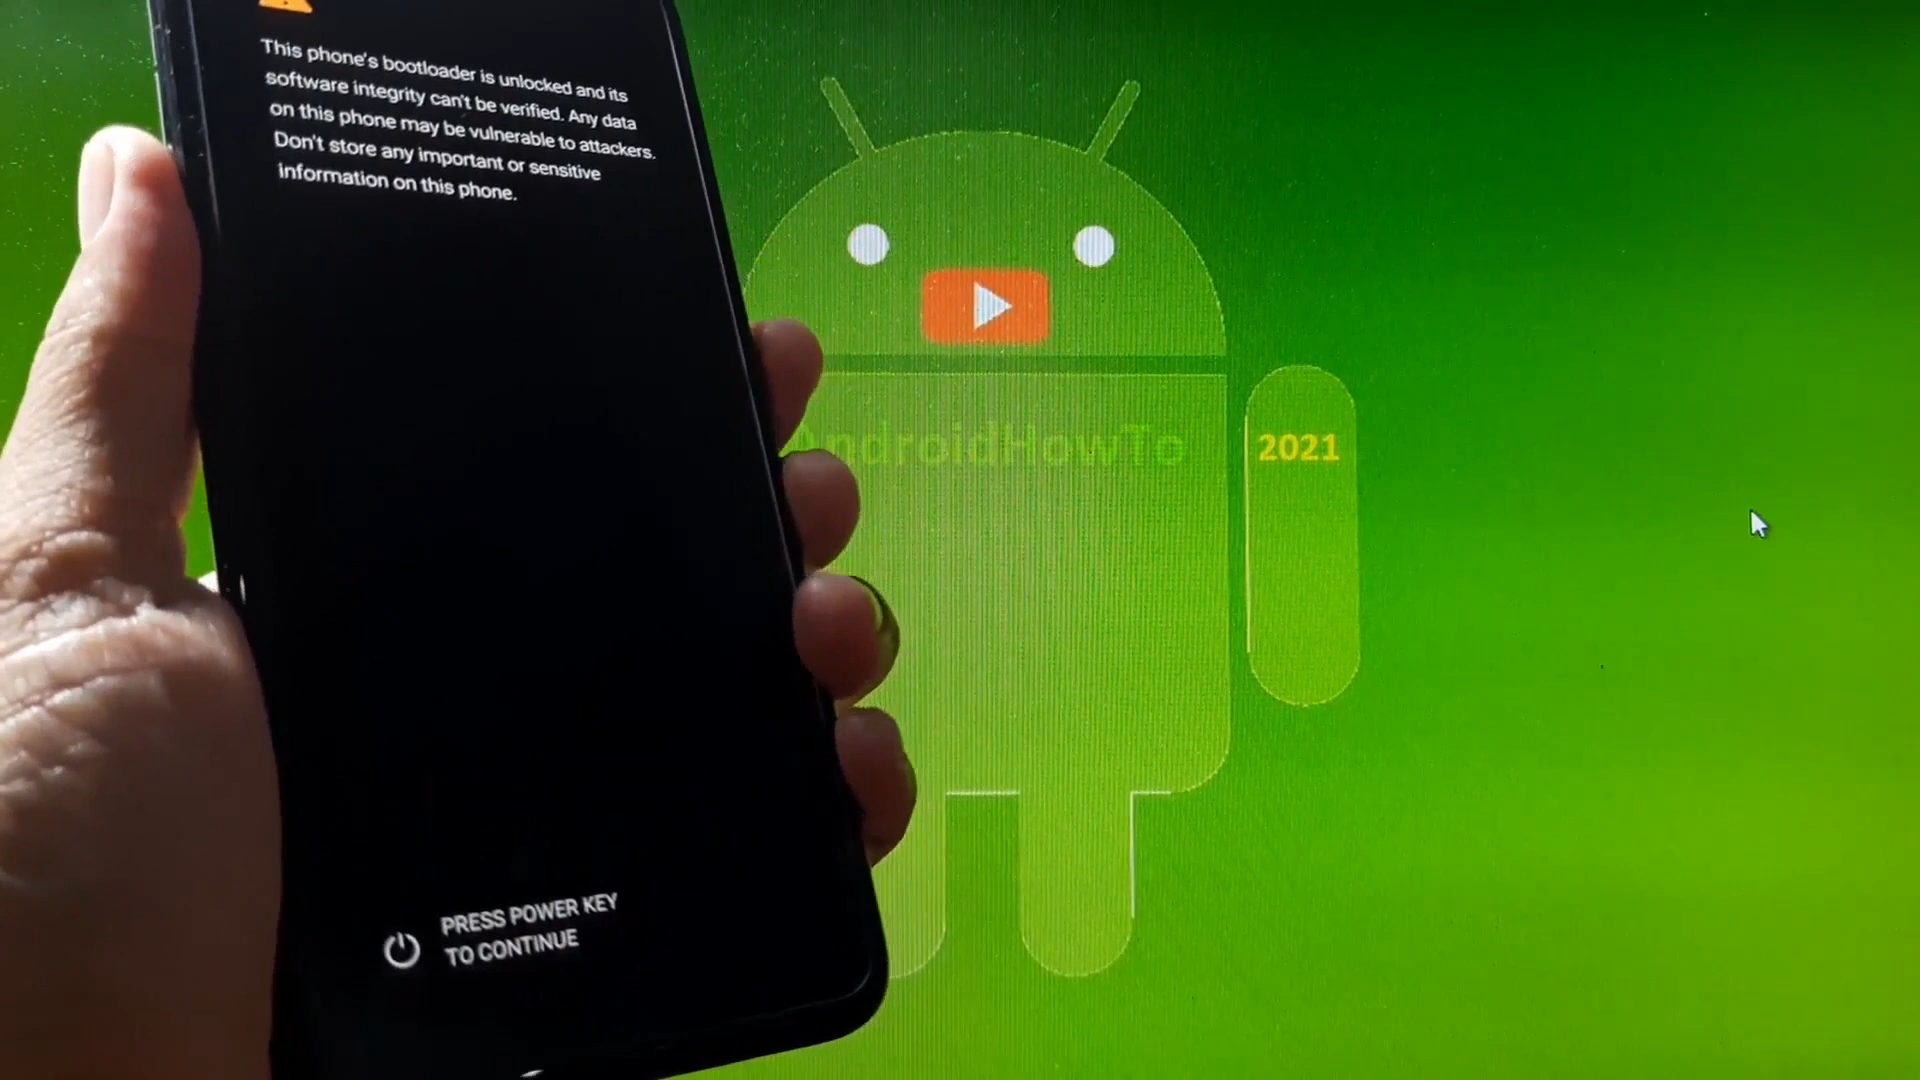 This phone's bootloader is unlocked and its
software integrity can't be verified. Any data
on this phone may be vulnerable to attackers.
Don't store any important or sensitive
information on this phone.
AndroidHowTo
2021
PRESS POWER KEY
TO CONTINUE